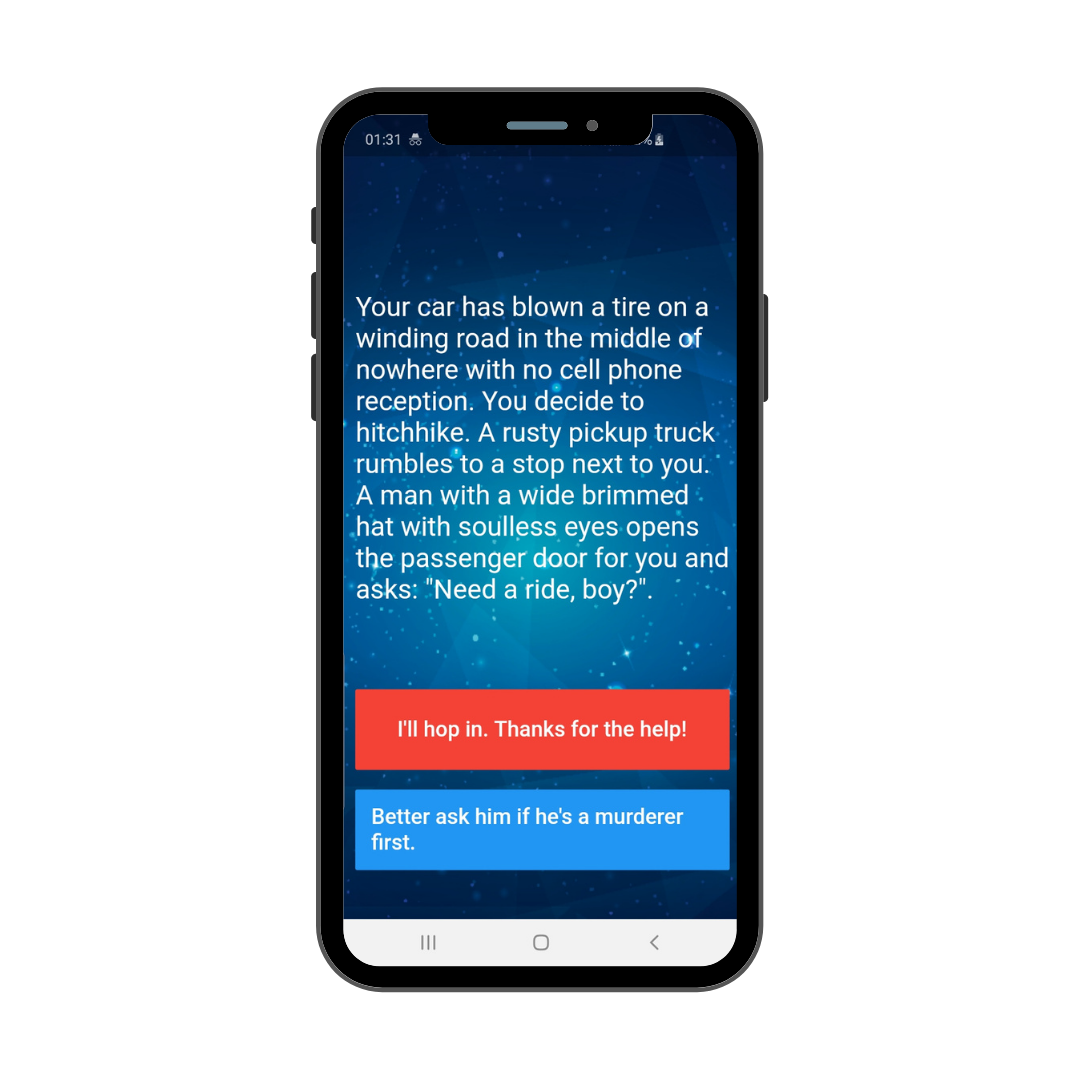 01:31
%
Your car has blown a tire on a
winding road in the middle of
nowhere with no cell phone
reception. You decide to
hitchhike. A rusty pickup truck
rumbles to a stop next to you.
A man with a wide brimmed
hat with soulless eyes opens
the passenger door for you and
asks: "Need a ride, boy?".
I'll hop in. Thanks for the help!
Better ask him if he's a murderer
first.